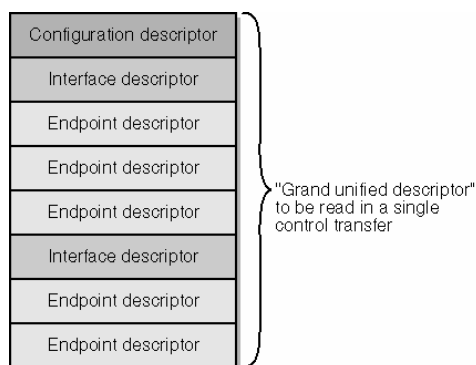 Configuration descriptor
Interface descriptor
Endpoint descriptor
Endpoint descriptor
Endpoint descriptor
Interface descriptor
Endpoint descriptor
Endpoint descriptor
"Grand unified descriptor"
to be read in a single
control transfer